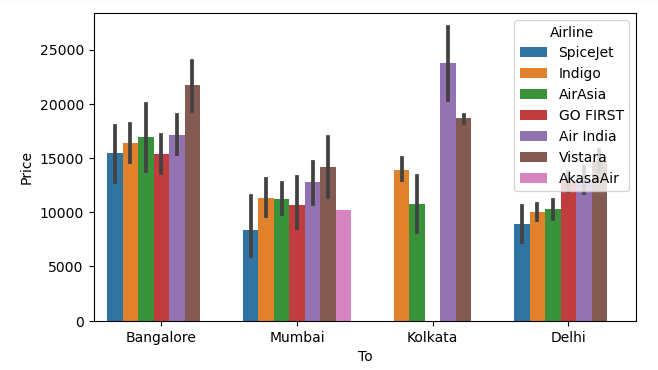 Airline
SpiceJet
Indigo
AirAsia
GO FIRST
Air India
Vistara
AkasaAir
25000
20000
15000
10000
5000
0
Price
Bangalore
Mumbai
Kolkata
Delhi
To